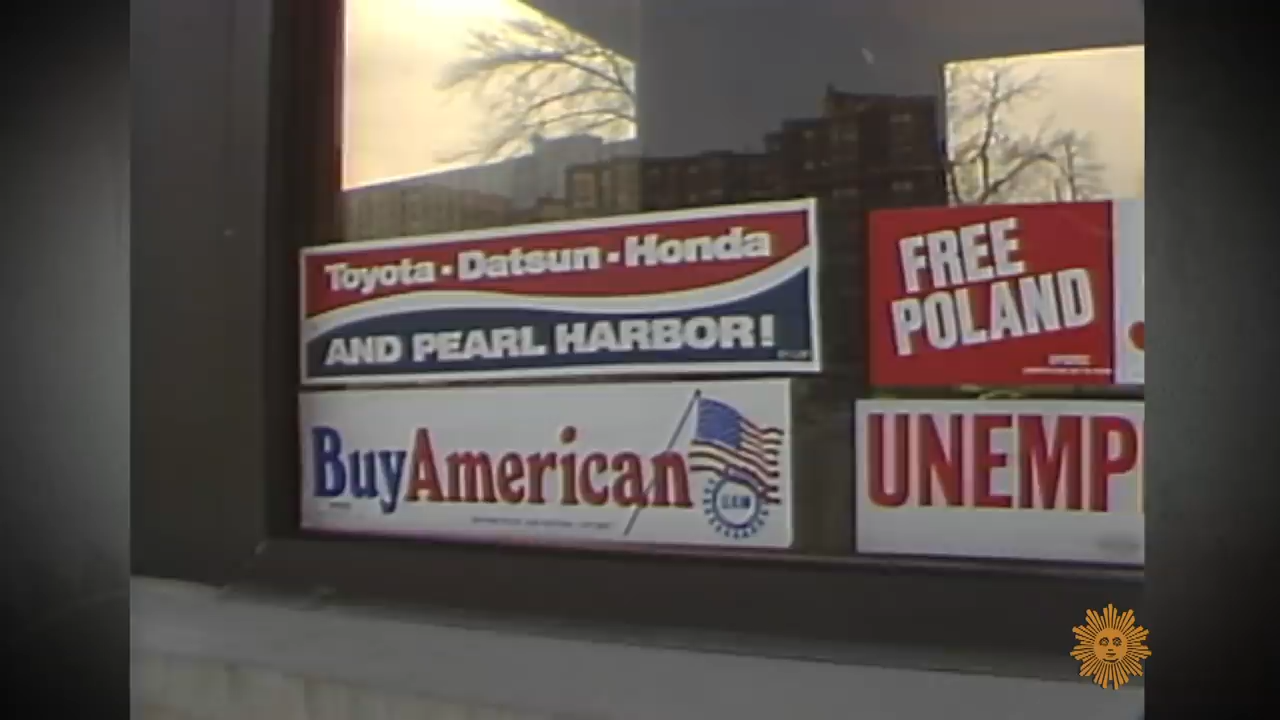 Toyota · Datsun · Honda
AND PEARL HARBOR!
FREE
POLAND
BuyAmerican
UNEMP